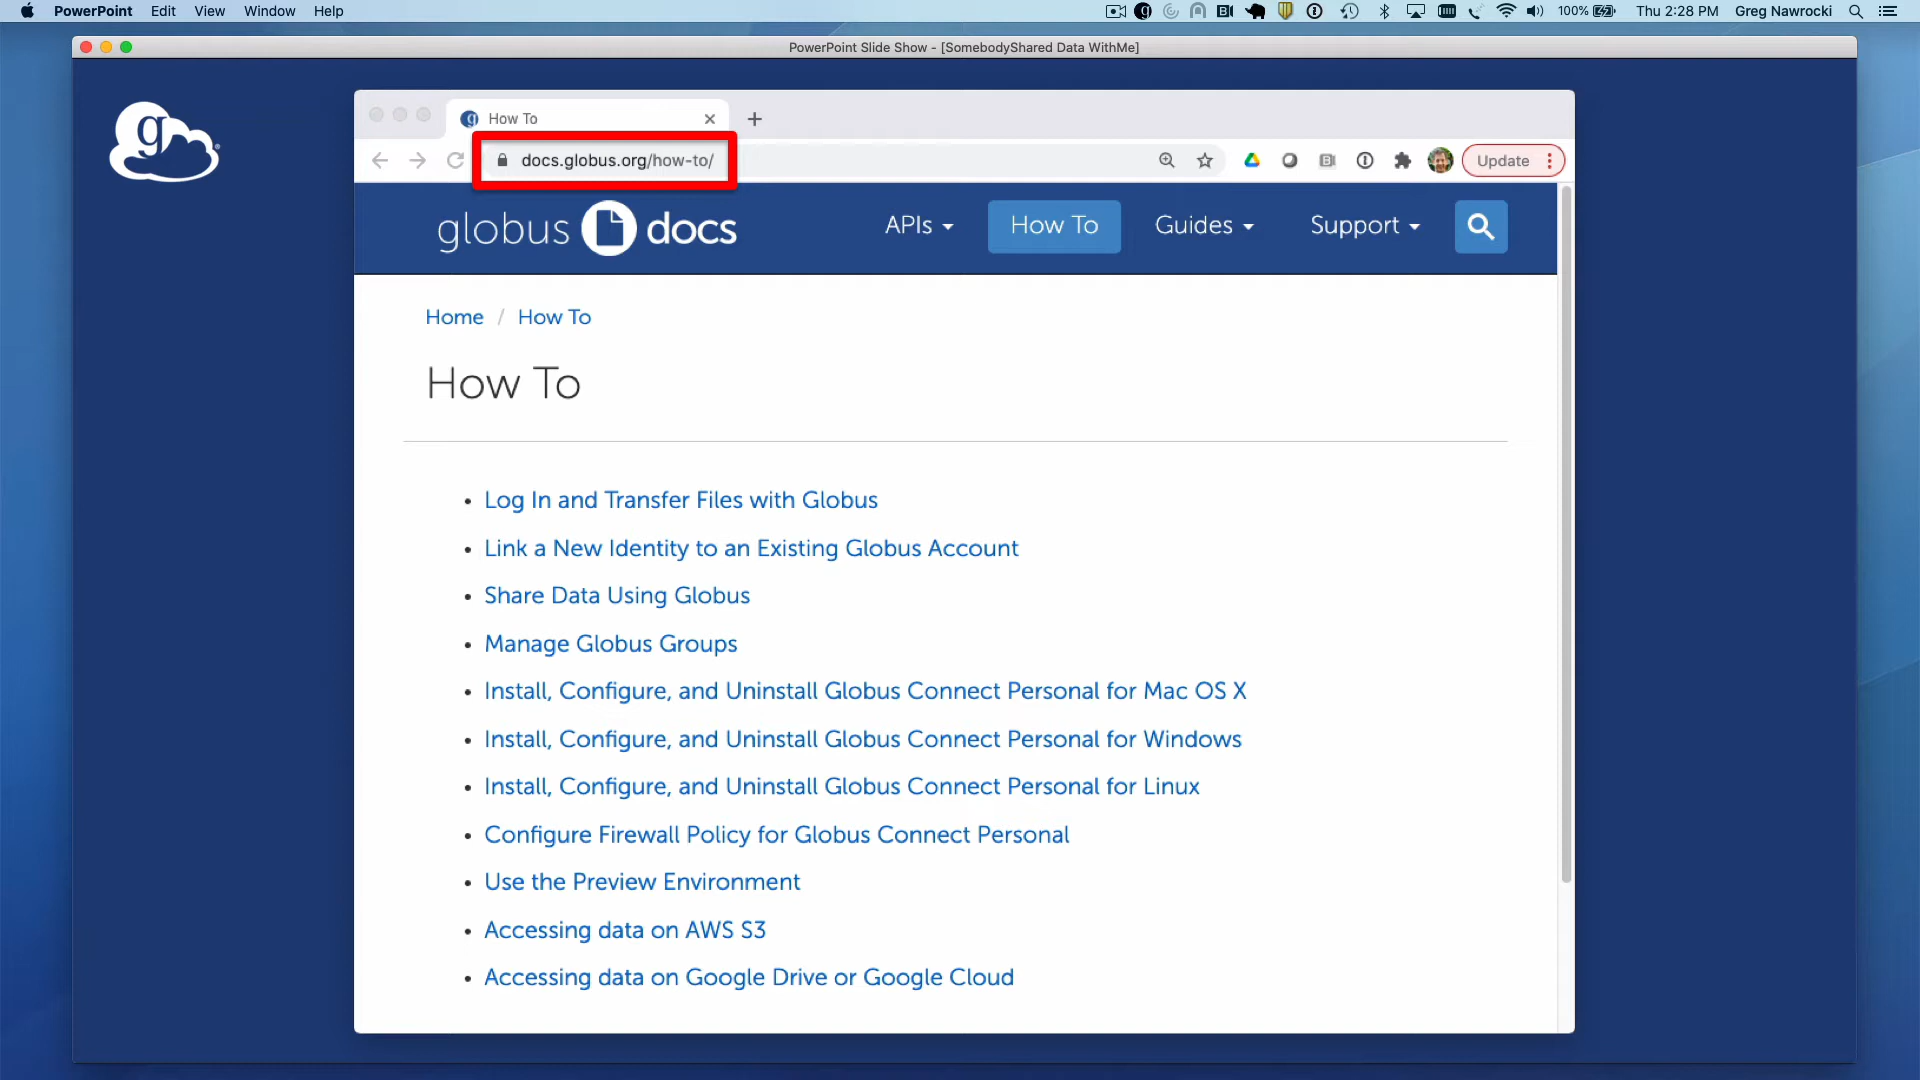 PowerPoint Edit View Window Help 100% Thu 2:28 PM Greg Nawrocki
PowerPoint Slide Show - [SomebodyShared Data WithMe]
g
How To
docs.globus.org/how-to/
Update
globus docs
APIs
How To
Guides
Support
Home / How To
How To
• Log In and Transfer Files with Globus
• Link a New Identity to an Existing Globus Account
• Share Data Using Globus
• Manage Globus Groups
• Install, Configure, and Uninstall Globus Connect Personal for Mac OS X
• Install, Configure, and Uninstall Globus Connect Personal for Windows
• Install, Configure, and Uninstall Globus Connect Personal for Linux
• Configure Firewall Policy for Globus Connect Personal
• Use the Preview Environment
• Accessing data on AWS S3
• Accessing data on Google Drive or Google Cloud